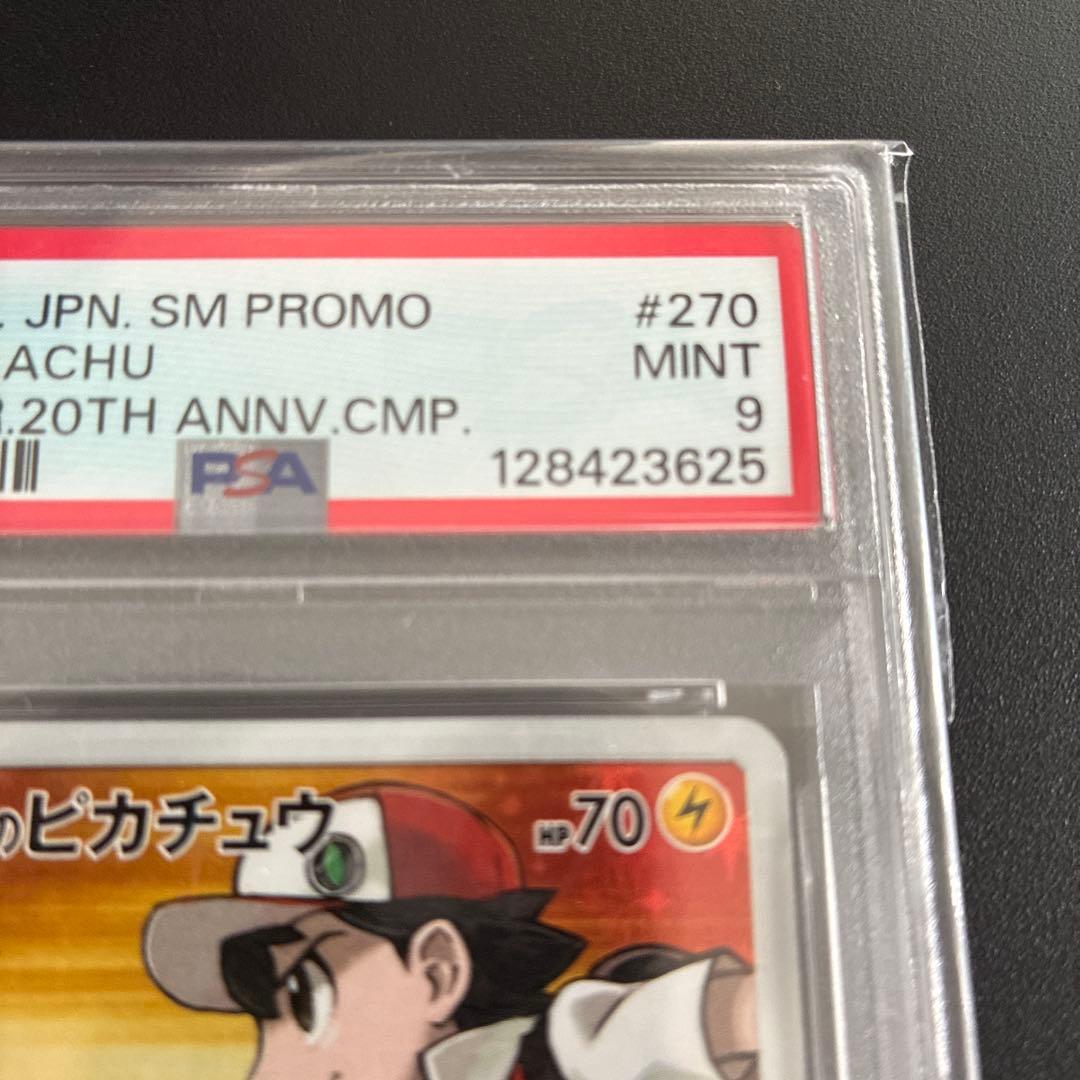 . JPN. SM PROMO #270
ACHU MINT
R.20TH ANNV.CMP. 9
PSA 128423625
のピカチュウ HP70